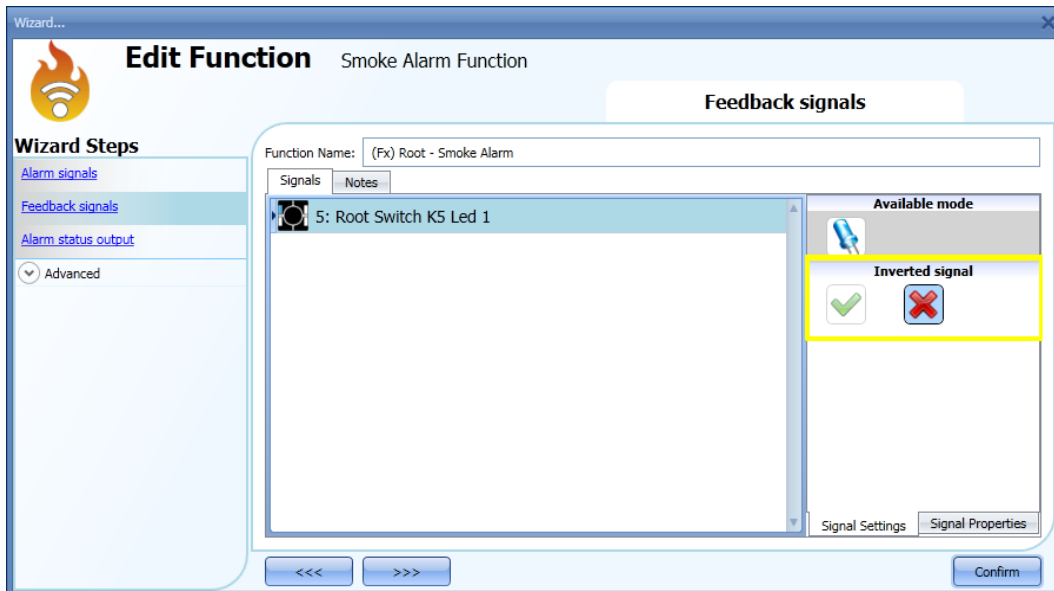 Wizard...
Edit Function Smoke Alarm Function
Feedback signals
Wizard Steps
Alarm signals
Feedback signals
Alarm status output
Advanced
Function Name: (Fx) Root - Smoke Alarm
Signals Notes
5: Root Switch K5 Led 1
Available mode
Inverted signal
Signal Settings Signal Properties
<<< >>> Confirm